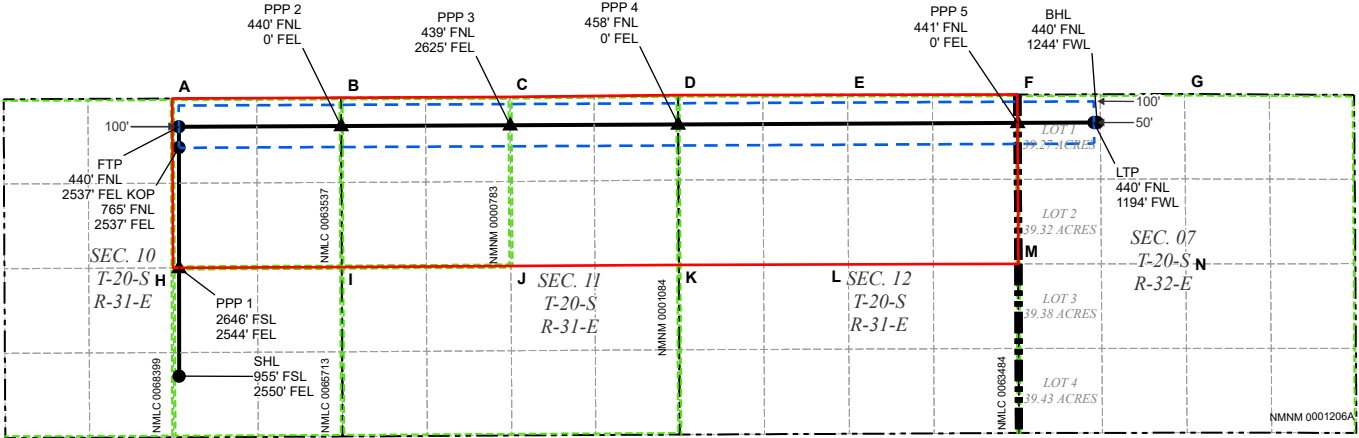 PPP 2
440' FNL
0' FEL
PPP 3
439' FNL
2625' FEL
PPP 4
458' FNL
0' FEL
PPP 5
441' FNL
0' FEL
BHL
440' FNL
1244' FWL
A
B
C
D
E
F
G
100'
100'
50'
LOT 1
39.27 ACRES
FTP
440' FNL
2537' FEL KOP
765' FNL
2537' FEL
LTP
440' FNL
1194' FWL
NMLC 0063537
NMNM 0000783
LOT 2
39.32 ACRES
SEC. 10
T-20-S
R-31-E
SEC. 07
T-20-S
R-32-E
H
I
J
K
L
M
N
SEC. 11
T-20-S
R-31-E
SEC. 12
T-20-S
R-31-E
PPP 1
2646' FSL
2544' FEL
LOT 3
39.38 ACRES
SHL
955' FSL
2550' FEL
NMLC 0068399
NMLC 0065713
NMNM 0001084
NMLC 0063484
LOT 4
39.43 ACRES
NMNM 0001206A